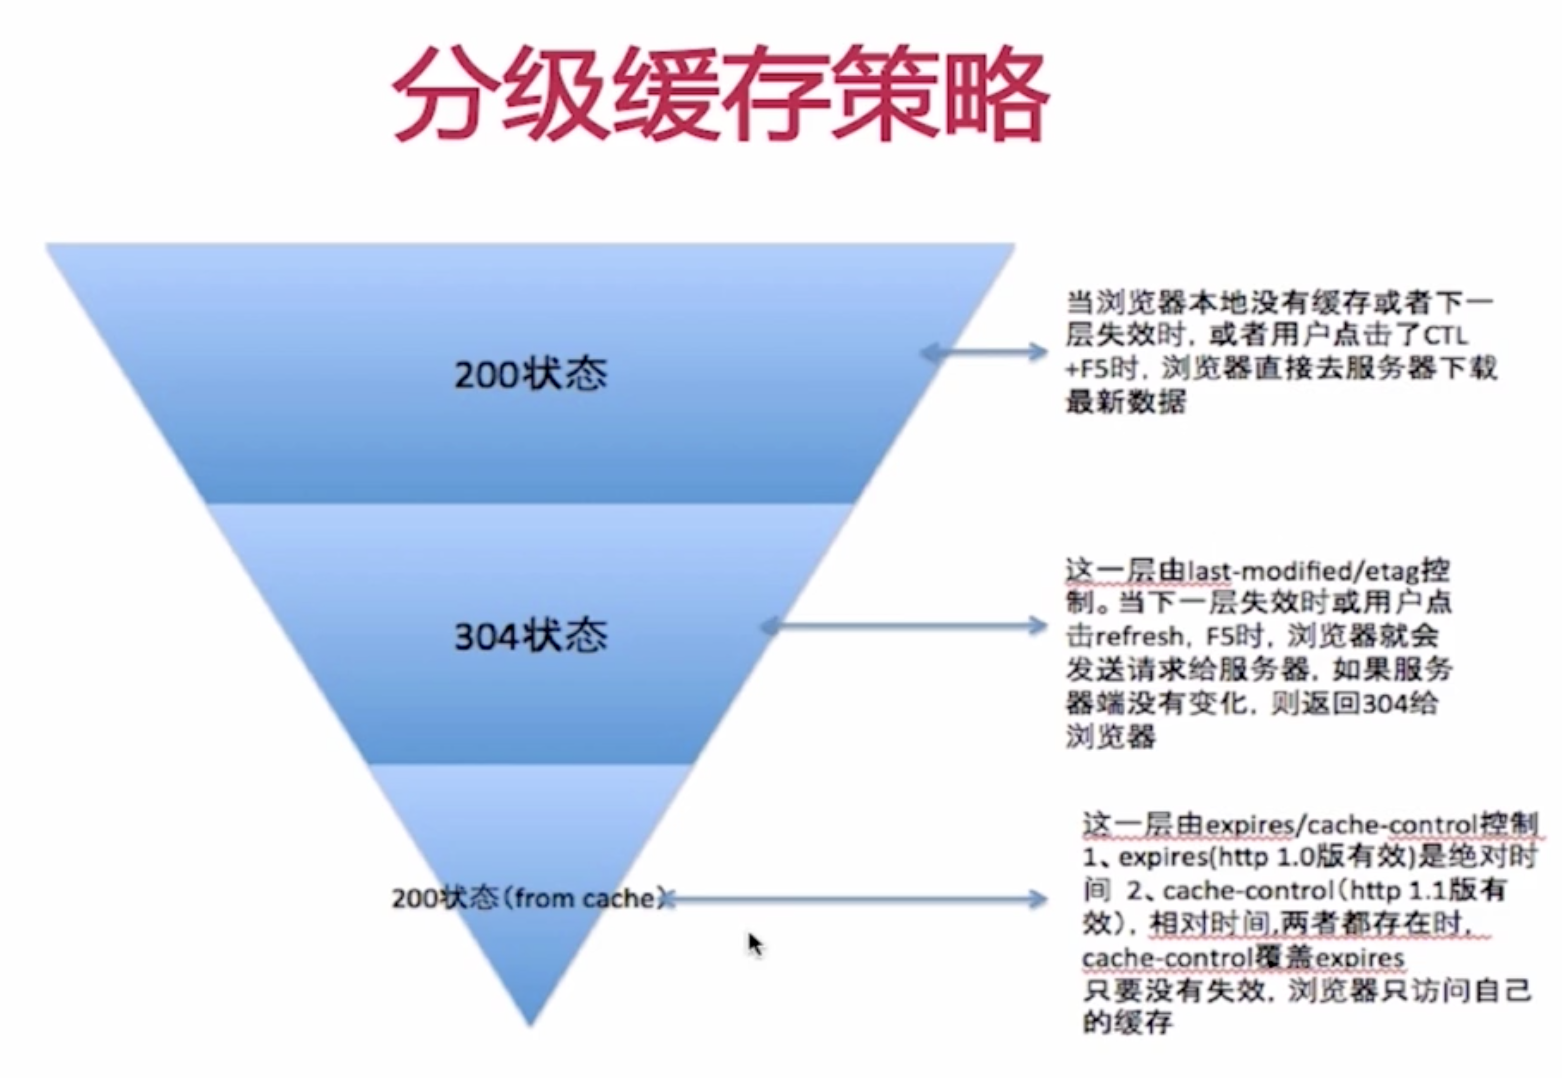 分级缓存策略
200状态
当浏览器本地没有缓存或者下一
层失效时，或者用户点击了CTL
+F5时，浏览器直接去服务器下载
最新数据
304状态
这一层由last-modified/etag控
制。当下一层失效时或用户点
击refresh，F5时，浏览器就会
发送请求给服务器，如果服务
器端没有变化，则返回304给
浏览器
200状态（from cache）
这一层由expires/cache-control控制
1、expires(http 1.0版有效)是绝对时
间 2、cache-control（http 1.1版有
效），相对时间,两者都存在时，
cache-control覆盖expires
只要没有失效，浏览器只访问自己
的缓存